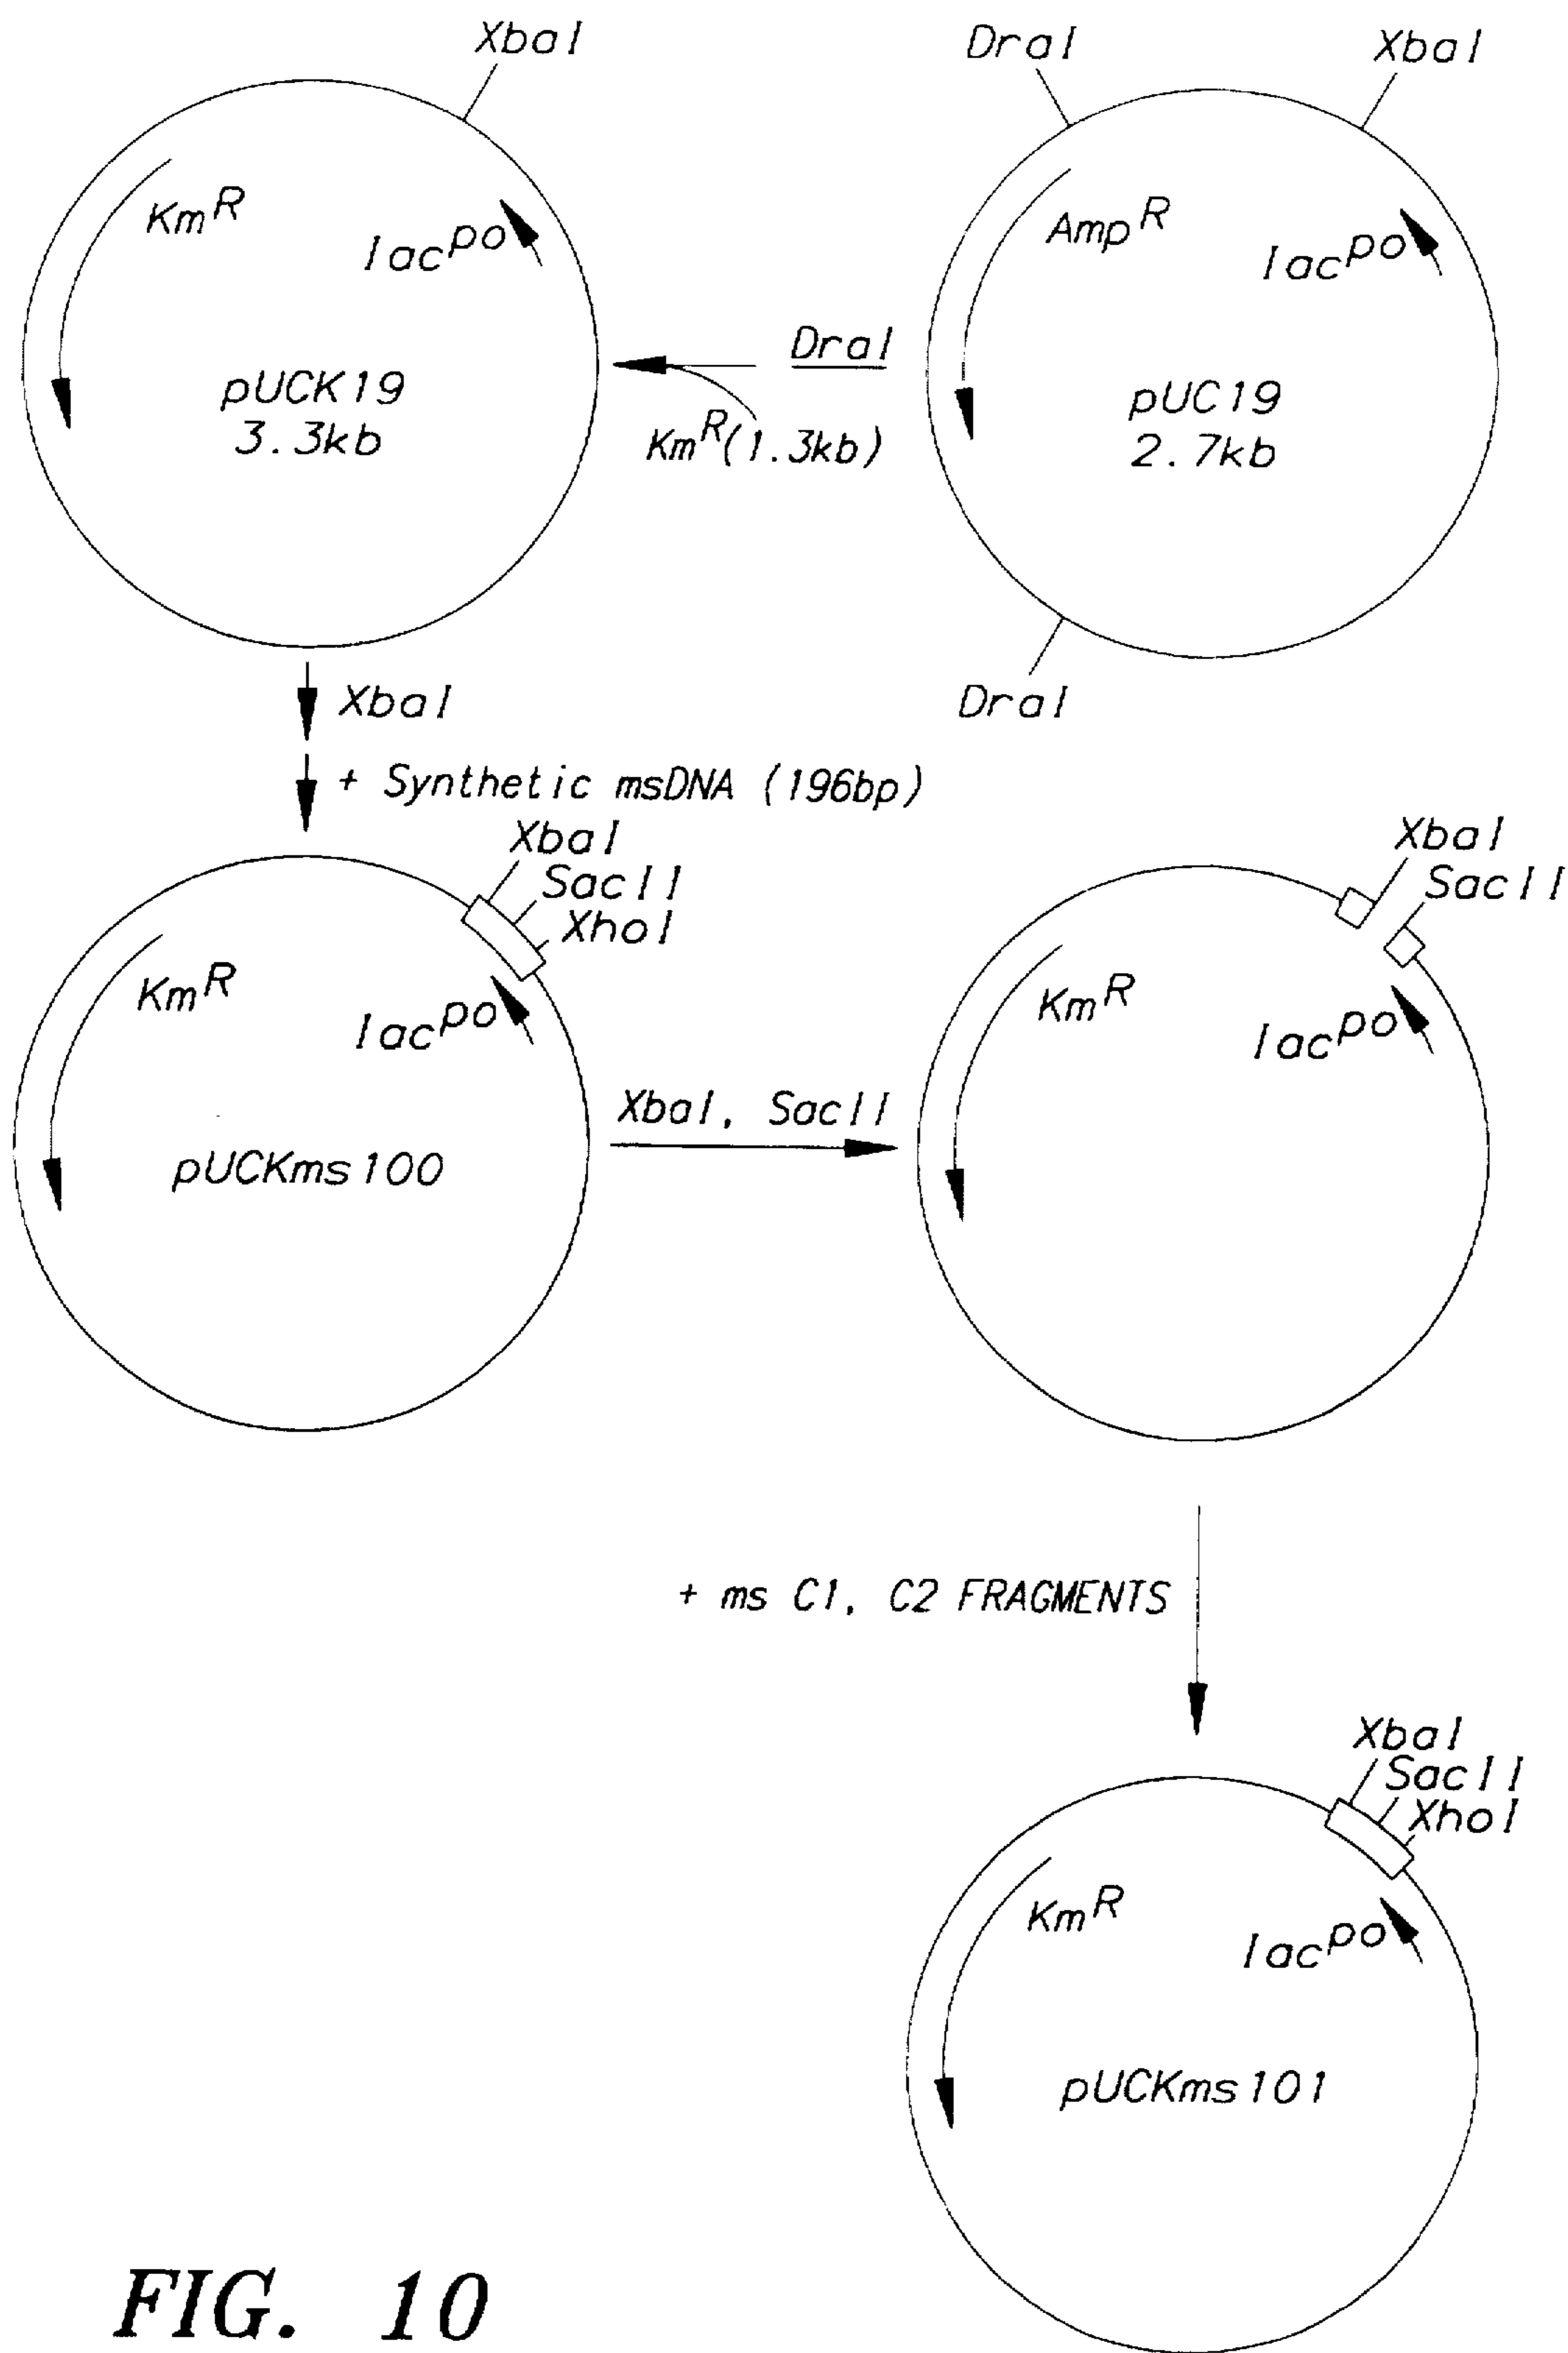 XbaI
KmR
lacpo
pUCK19
3.3kb
DraI
XbaI
AmpR
lacpo
pUC19
2.7kb
DraI
DraI
KmR(1.3kb)
XbaI
+ Synthetic msDNA (196bp)
XbaI
SacII
XhoI
KmR
lacpo
pUCKms100
XbaI, SacII
XbaI
SacII
KmR
lacpo
+ ms C1, C2 FRAGMENTS
XbaI
SacII
XhoI
KmR
lacpo
pUCKms101
FIG. 10